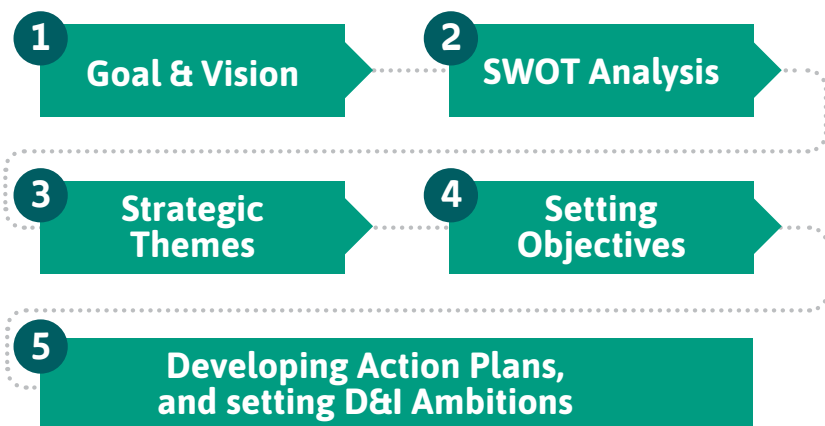 1
Goal & Vision
2
SWOT Analysis
3
Strategic
Themes
4
Setting
Objectives
5
Developing Action Plans,
and setting D&I Ambitions